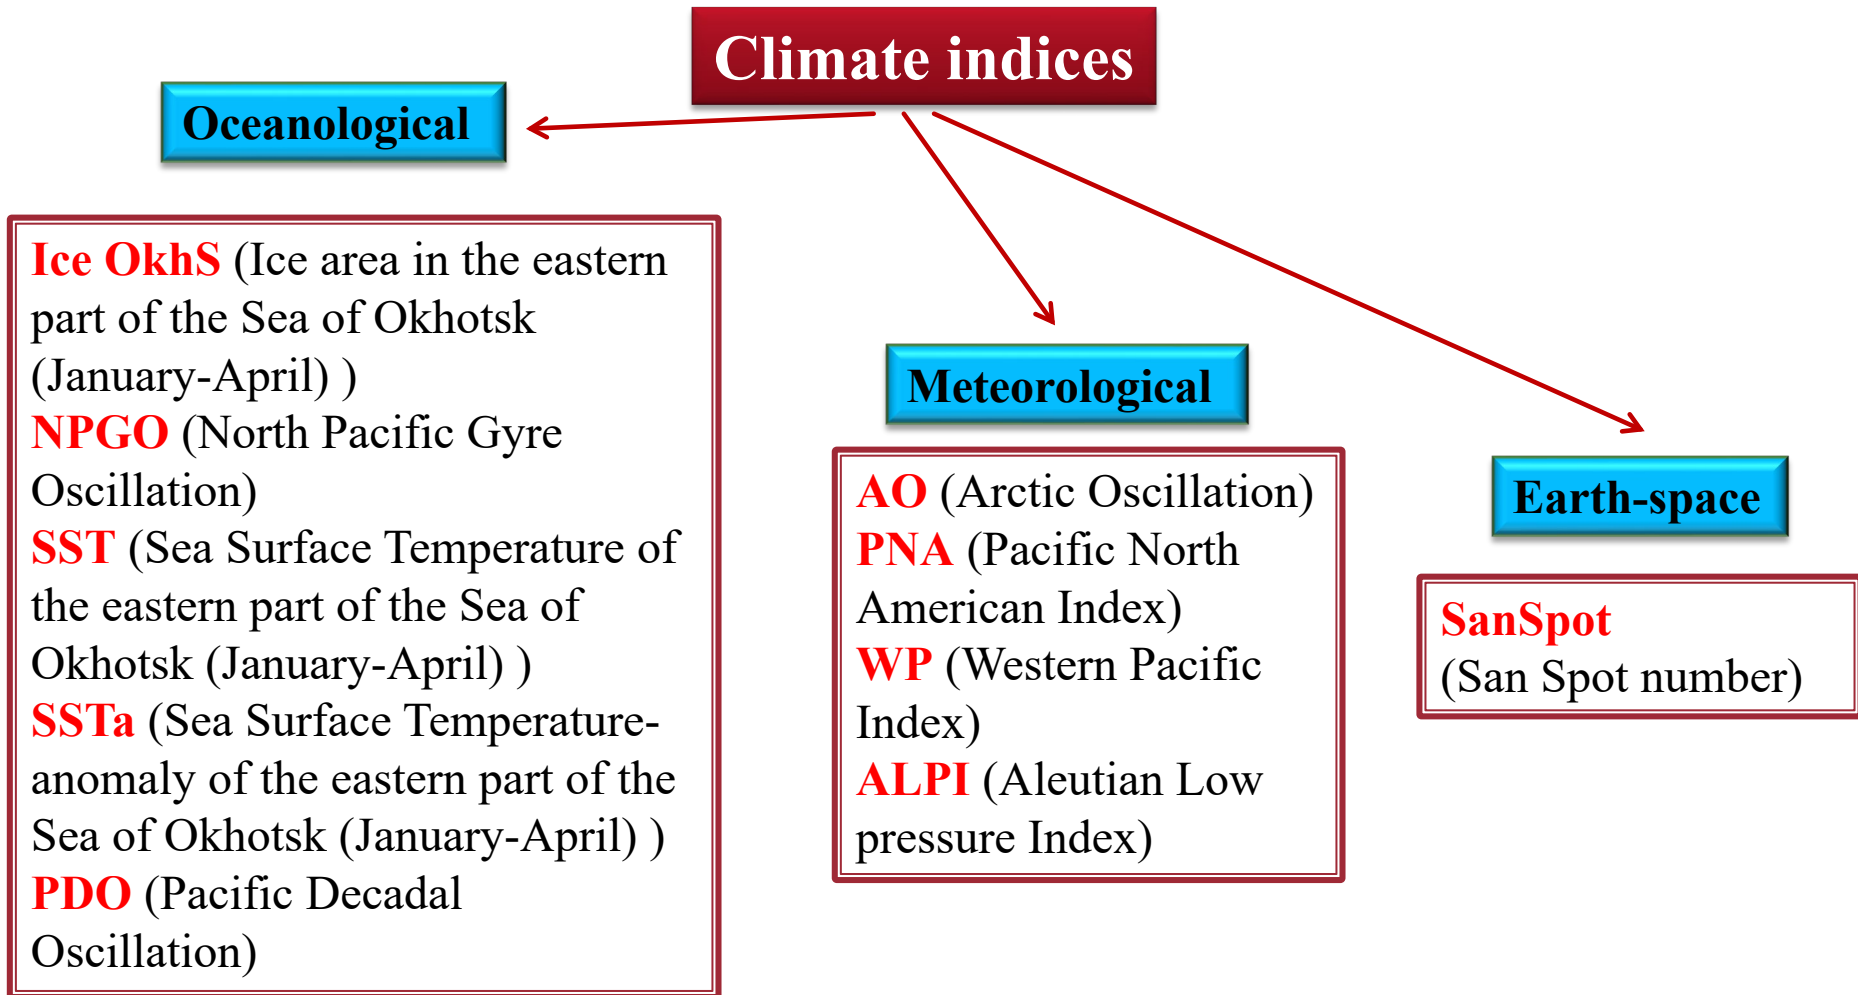 Climate indices
Oceanological
Ice OkhS (Ice area in the eastern
part of the Sea of Okhotsk
(January-April) )
NPGO (North Pacific Gyre
Oscillation)
SST (Sea Surface Temperature of
the eastern part of the Sea of
Okhotsk (January-April) )
SSTa (Sea Surface Temperature-
anomaly of the eastern part of the
Sea of Okhotsk (January-April) )
PDO (Pacific Decadal
Oscillation)
Meteorological
AO (Arctic Oscillation)
PNA (Pacific North
American Index)
WP (Western Pacific
Index)
ALPI (Aleutian Low
pressure Index)
Earth-space
SanSpot
(San Spot number)